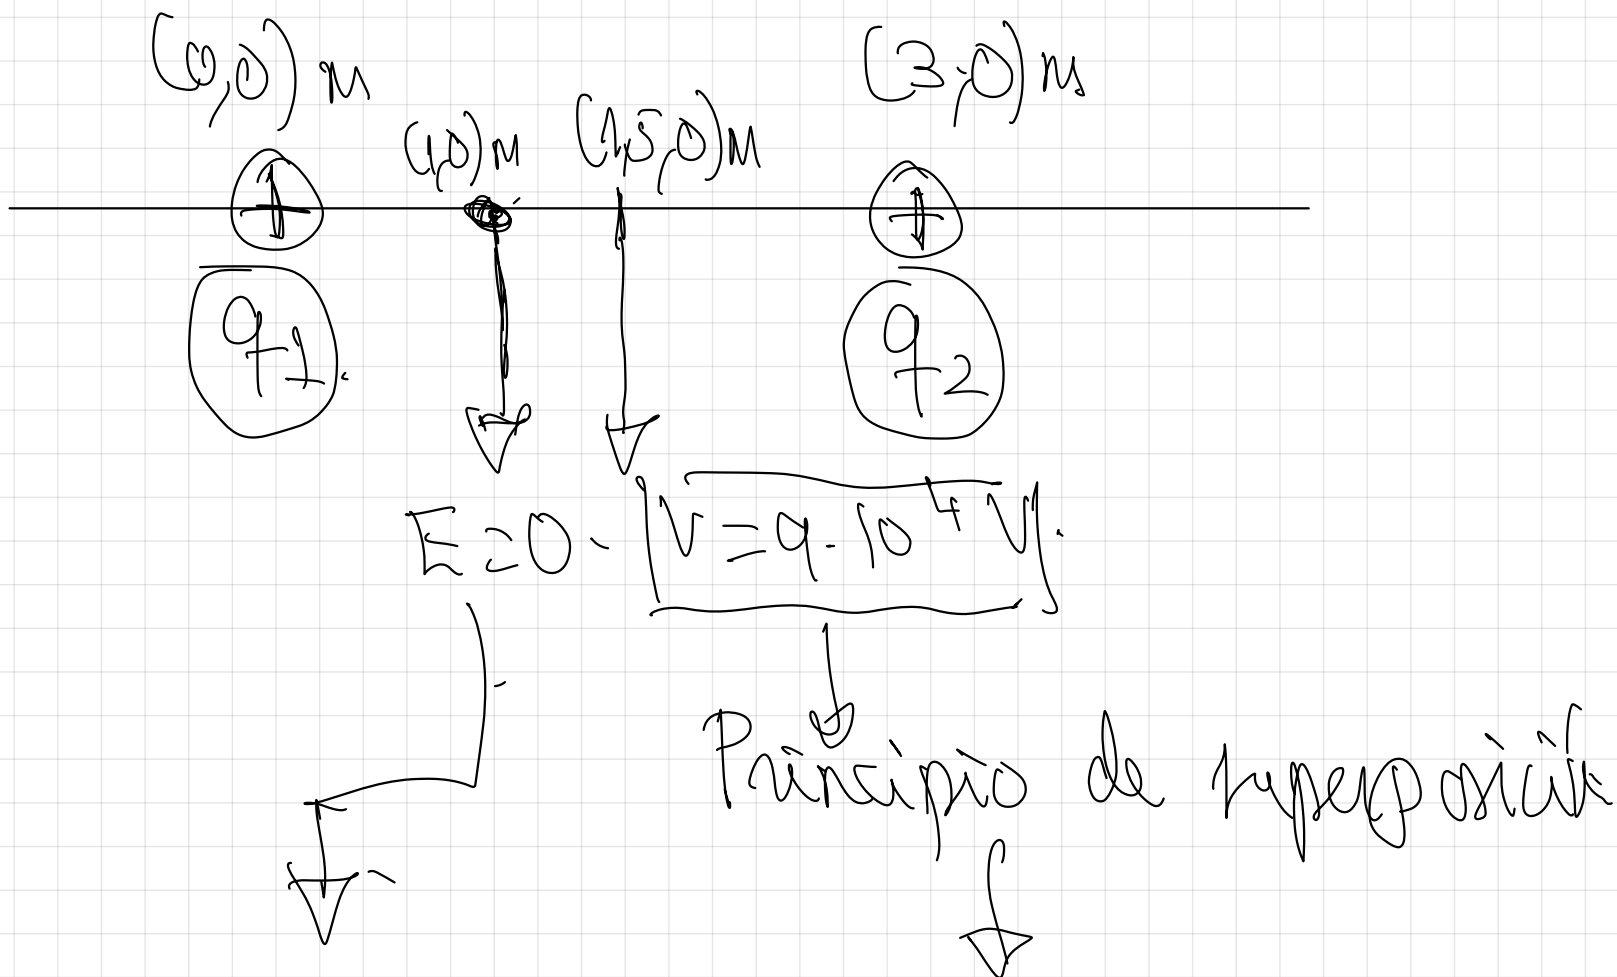 (0,0) m
(3,0) m
(1,0) m
(1,5,0) m
+
+
q1
q2
E = 0
V = 9.10⁴ V
Principio de superposición